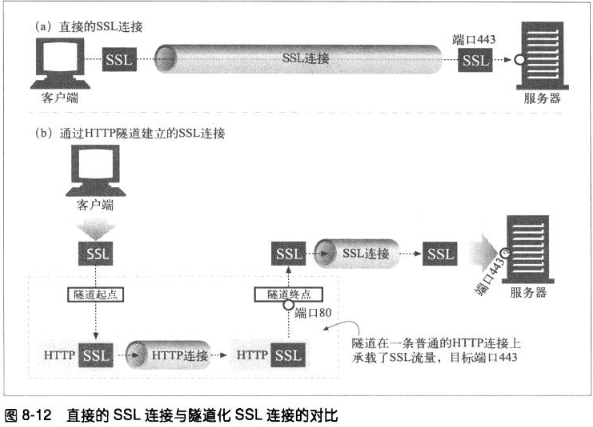 (a) 直接的SSL连接
端口443
SSL
SSL连接
SSL
客户端
服务器
(b) 通过HTTP隧道建立的SSL连接
客户端
SSL
SSL
SSL连接
SSL
端口443
服务器
隧道起点
隧道终点
端口80
HTTP
SSL
HTTP连接
HTTP
SSL
隧道在一条普通的HTTP连接上
承载了SSL流量，目标端口443
图 8-12 直接的 SSL 连接与隧道化 SSL 连接的对比